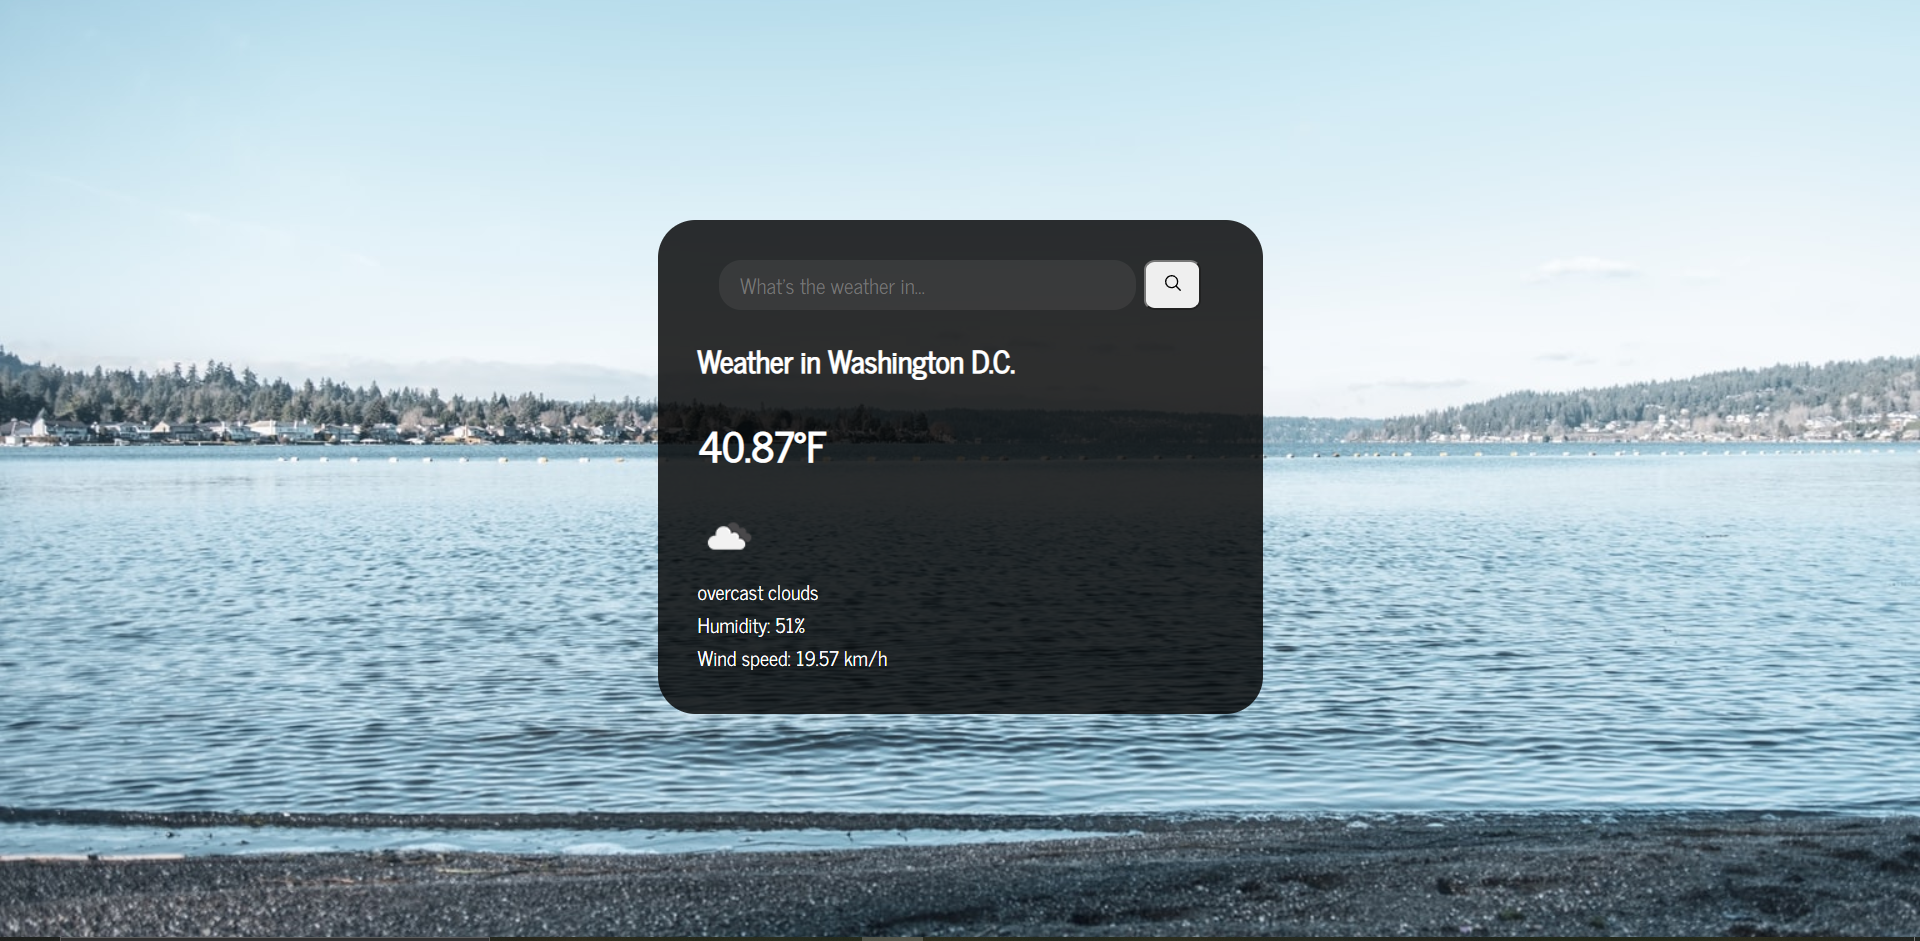 What's the weather in...
Weather in Washington D.C.
40.87°F
overcast clouds
Humidity: 51%
Wind speed: 19.57 km/h